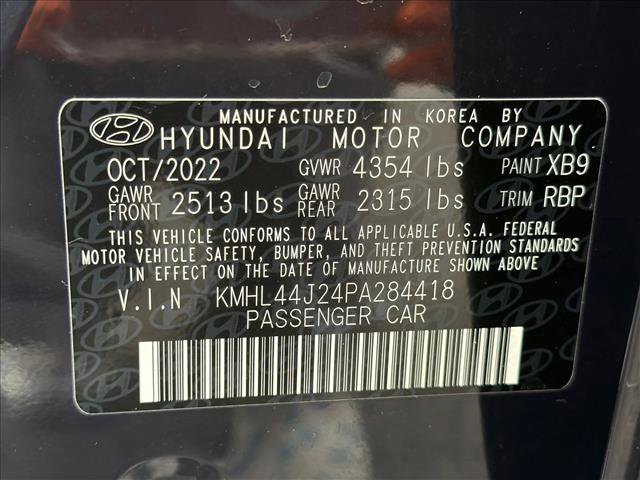 MANUFACTURED IN KOREA BY
HYUNDAI MOTOR COMPANY
OCT/2022 GVWR 4354 lbs PAINT XB9
GAWR FRONT 2513 lbs GAWR REAR 2315 lbs TRIM RBP
THIS VEHICLE CONFORMS TO ALL APPLICABLE U.S.A. FEDERAL
MOTOR VEHICLE SAFETY, BUMPER, AND THEFT PREVENTION STANDARDS
IN EFFECT ON THE DATE OF MANUFACTURE SHOWN ABOVE
V.I.N KMHL44J24PA284418
PASSENGER CAR